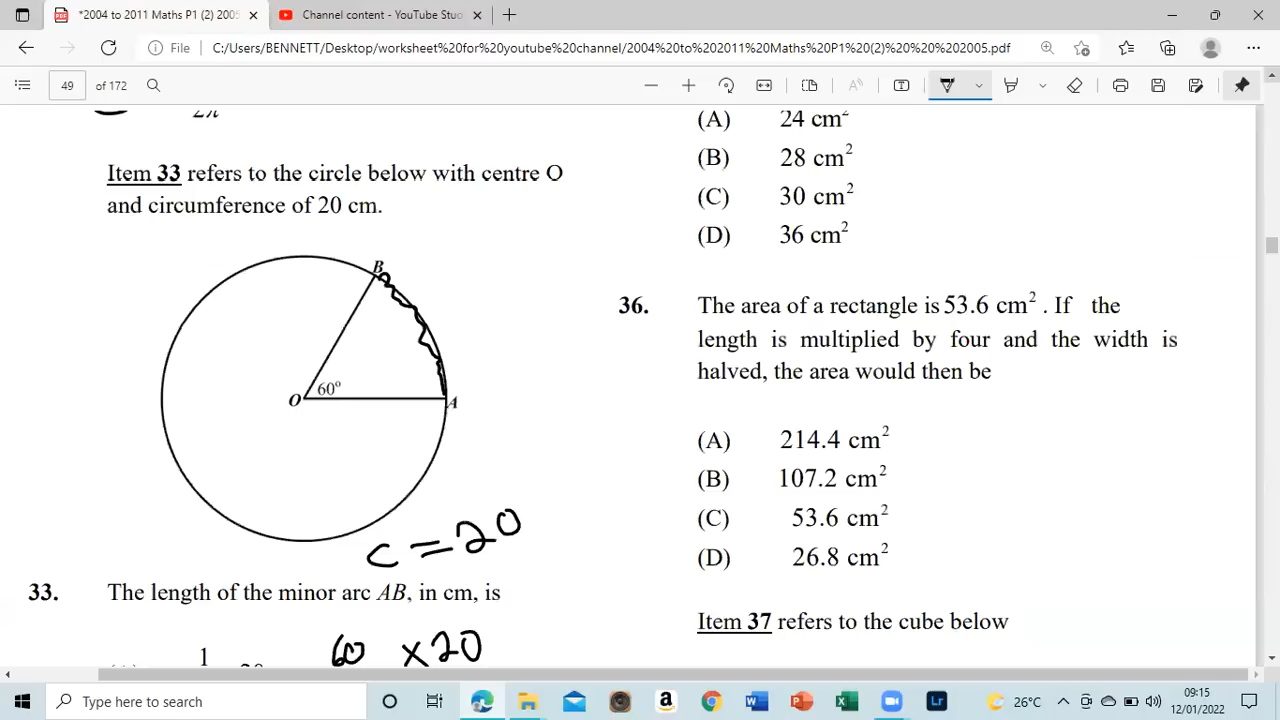 *2004 to 2011 Maths P1 (2) 2005
Channel content - YouTube Stu
File
C:/Users/BENNETT/Desktop/worksheet%20for%20youtube%20channel/2004%20to%202011%20Maths%20P1%20(2)%20%20%202005.pdf
49 of 172
2π
Item 33 refers to the circle below with centre O
and circumference of 20 cm.
B
60°
O
A
C = 20
33. The length of the minor arc AB, in cm, is
1
60 × 20
(A) 24 cm²
(B) 28 cm²
(C) 30 cm²
(D) 36 cm²
36. The area of a rectangle is 53.6 cm² . If the
length is multiplied by four and the width is
halved, the area would then be
(A) 214.4 cm²
(B) 107.2 cm²
(C) 53.6 cm²
(D) 26.8 cm²
Item 37 refers to the cube below
Type here to search
26°C
09:15
12/01/2022